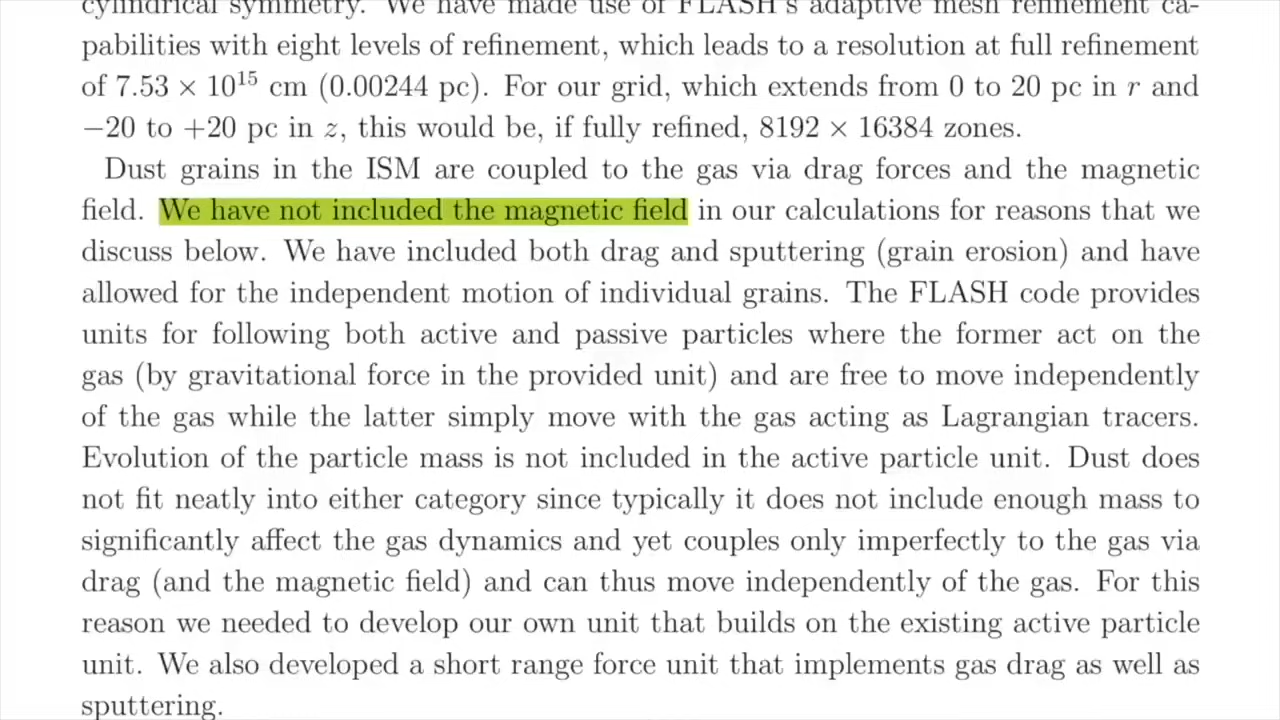 cylindrical symmetry. We have made use of FLASH's adaptive mesh refinement ca-
pabilities with eight levels of refinement, which leads to a resolution at full refinement
of 7.53 × 10¹⁵ cm (0.00244 pc). For our grid, which extends from 0 to 20 pc in r and
−20 to +20 pc in z, this would be, if fully refined, 8192 × 16384 zones.
Dust grains in the ISM are coupled to the gas via drag forces and the magnetic
field. We have not included the magnetic field in our calculations for reasons that we
discuss below. We have included both drag and sputtering (grain erosion) and have
allowed for the independent motion of individual grains. The FLASH code provides
units for following both active and passive particles where the former act on the
gas (by gravitational force in the provided unit) and are free to move independently
of the gas while the latter simply move with the gas acting as Lagrangian tracers.
Evolution of the particle mass is not included in the active particle unit. Dust does
not fit neatly into either category since typically it does not include enough mass to
significantly affect the gas dynamics and yet couples only imperfectly to the gas via
drag (and the magnetic field) and can thus move independently of the gas. For this
reason we needed to develop our own unit that builds on the existing active particle
unit. We also developed a short range force unit that implements gas drag as well as
sputtering.